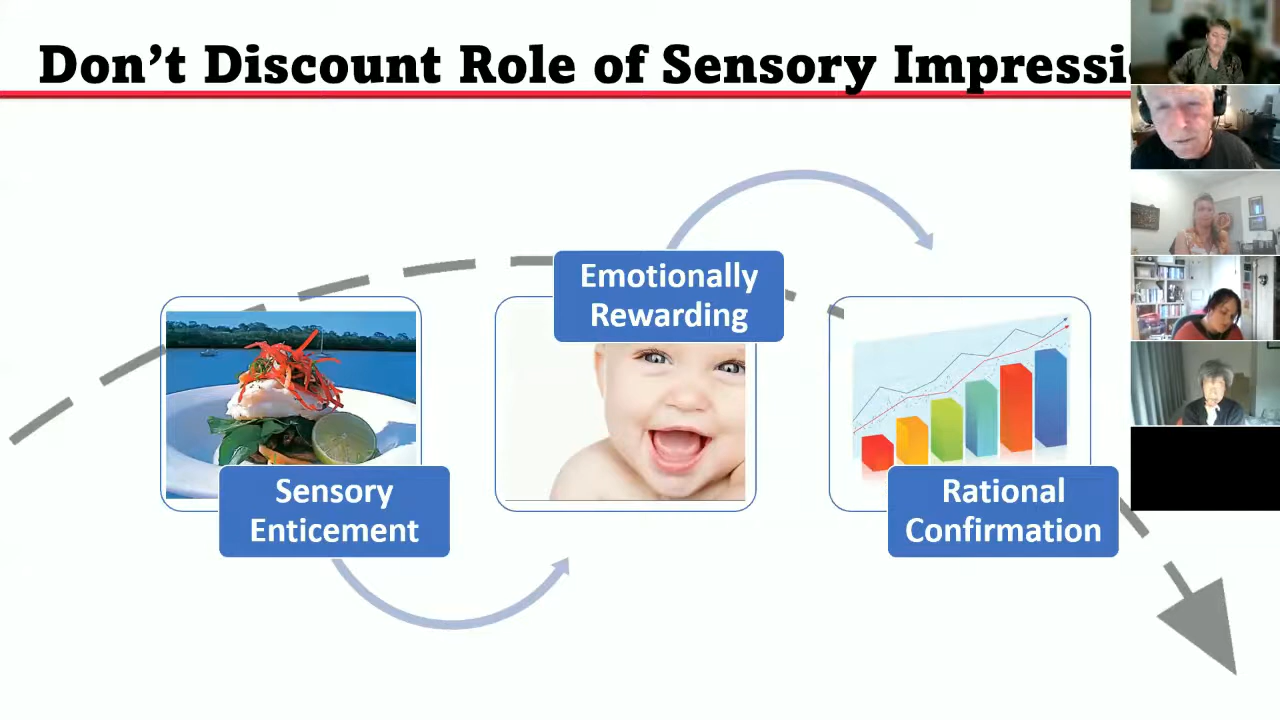 Don't Discount Role of Sensory Impressi
Sensory
Enticement
Emotionally
Rewarding
Rational
Confirmation